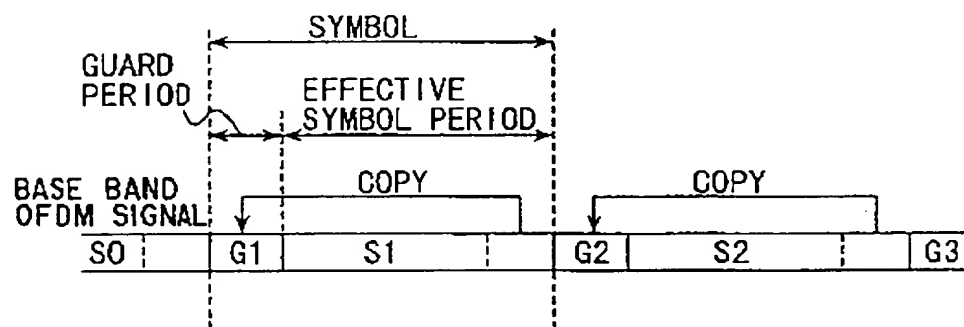 SYMBOL
GUARD
PERIOD
EFFECTIVE
SYMBOL PERIOD
BASE BAND
OFDM SIGNAL
COPY
COPY
S0
G1
S1
G2
S2
G3